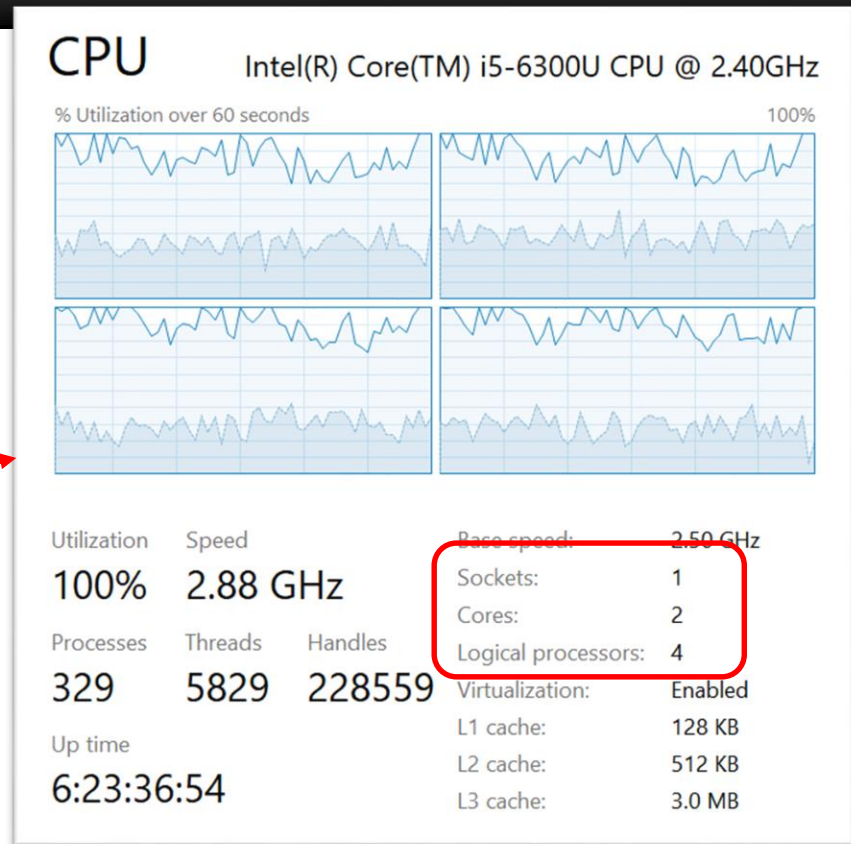 CPU
Intel(R) Core(TM) i5-6300U CPU @ 2.40GHz
% Utilization over 60 seconds
100%
Utilization
Speed
100%
2.88 GHz
Processes
Threads
Handles
329
5829
228559
Up time
6:23:36:54
Base speed: 2.50 GHz
Sockets: 1
Cores: 2
Logical processors: 4
Virtualization: Enabled
L1 cache: 128 KB
L2 cache: 512 KB
L3 cache: 3.0 MB